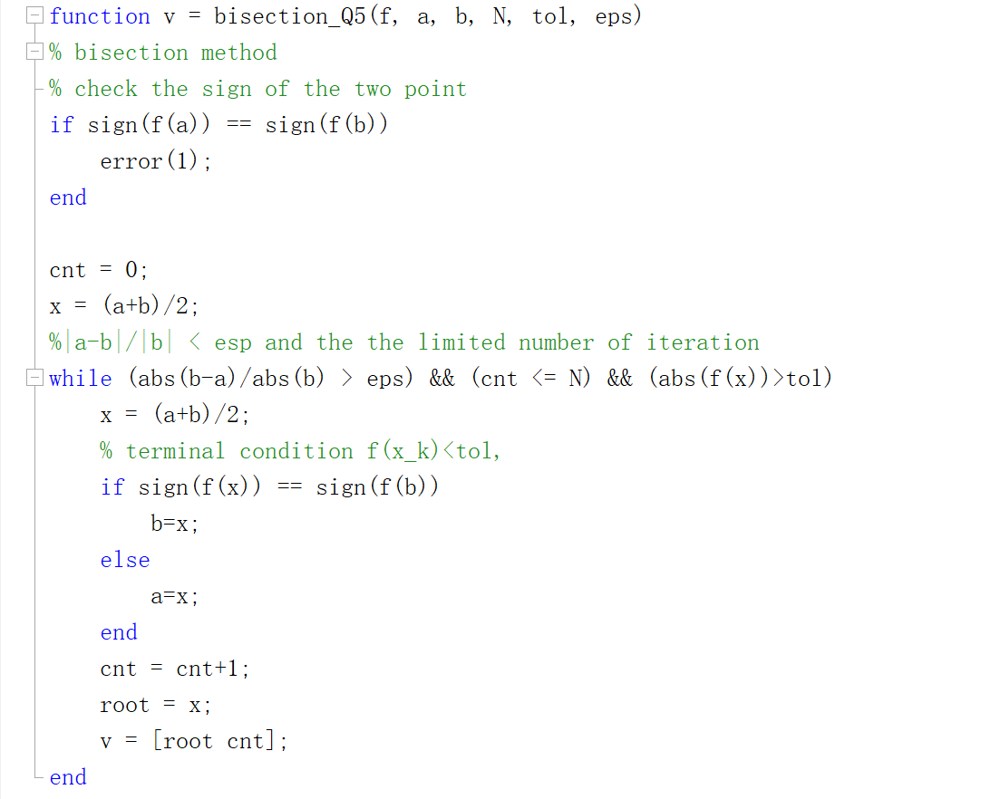 function v = bisection_Q5(f, a, b, N, tol, eps)
% bisection method
% check the sign of the two point
if sign(f(a)) == sign(f(b))
    error(1);
end

cnt = 0;
x = (a+b)/2;
%|a-b|/|b| < esp and the the limited number of iteration
while (abs(b-a)/abs(b) > eps) && (cnt <= N) && (abs(f(x))>tol)
    x = (a+b)/2;
    % terminal condition f(x_k)<tol,
    if sign(f(x)) == sign(f(b))
        b=x;
    else
        a=x;
    end
    cnt = cnt+1;
    root = x;
    v = [root cnt];
end